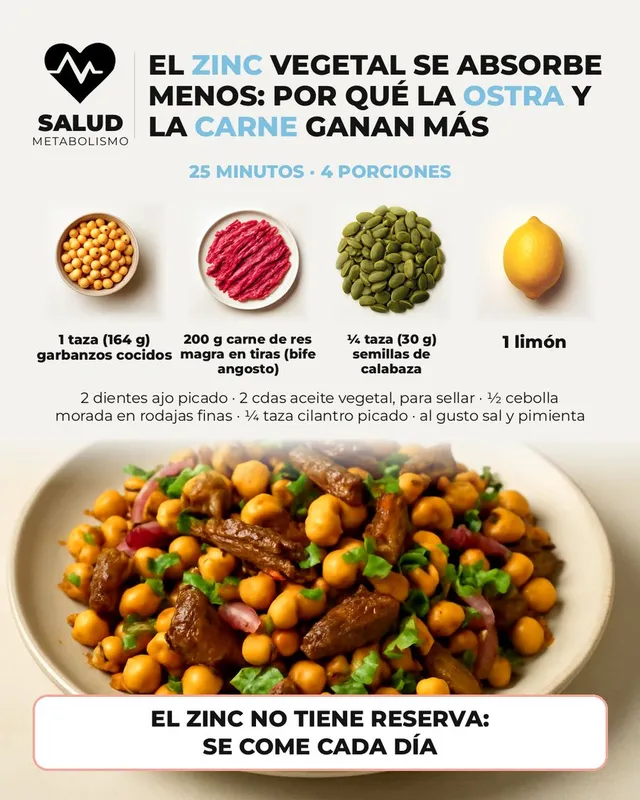 SALUD
METABOLISMO
EL ZINC VEGETAL SE ABSORBE
MENOS: POR QUÉ LA OSTRA Y
LA CARNE GANAN MÁS
25 MINUTOS · 4 PORCIONES
1 taza (164 g)
garbanzos cocidos
200 g carne de res
magra en tiras (bife
angosto)
¼ taza (30 g)
semillas de
calabaza
1 limón
2 dientes ajo picado · 2 cdas aceite vegetal, para sellar · ½ cebolla
morada en rodajas finas · ¼ taza cilantro picado · al gusto sal y pimienta
EL ZINC NO TIENE RESERVA:
SE COME CADA DÍA